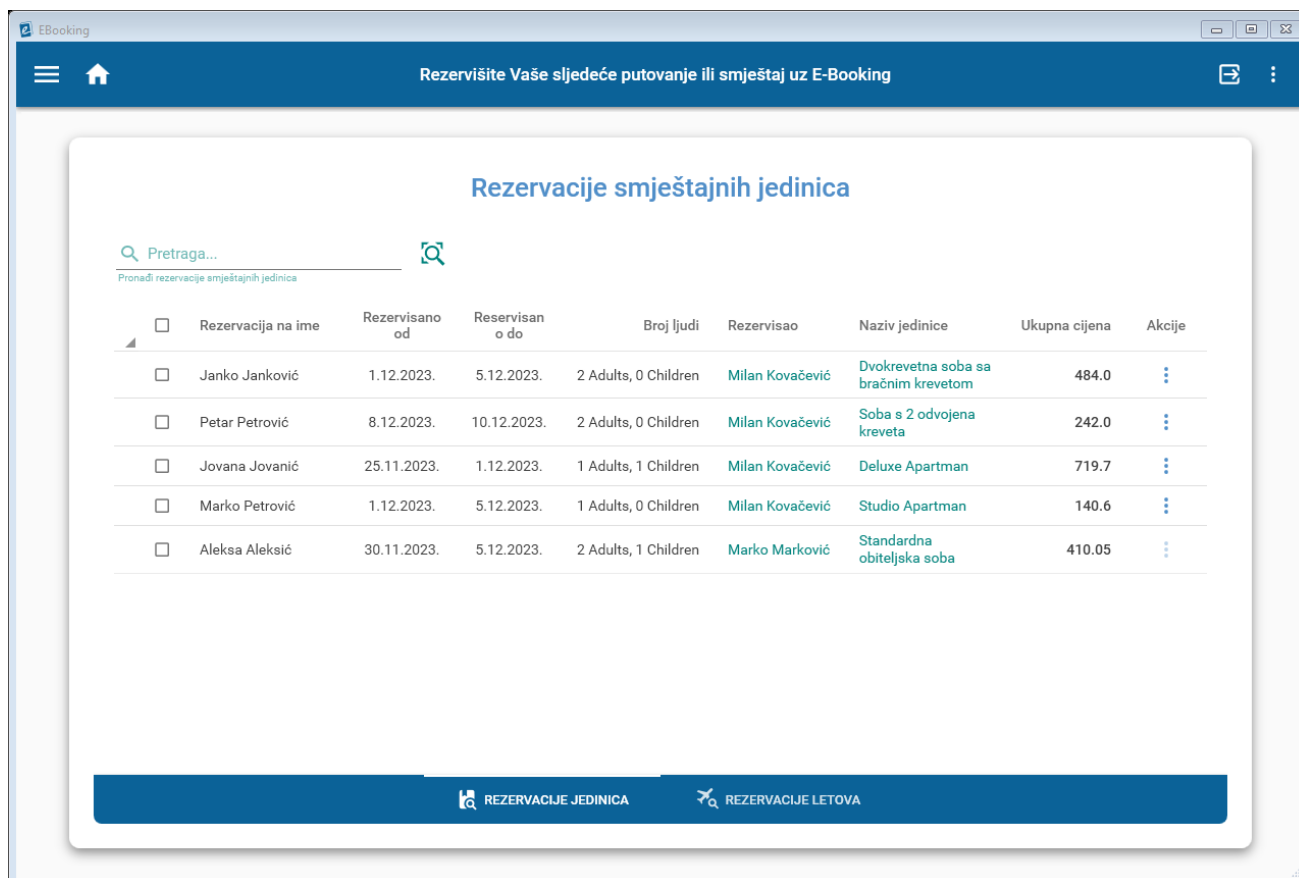 EBooking
Rezervišite Vaše sljedeće putovanje ili smještaj uz E-Booking
Rezervacije smještajnih jedinica
Pretraga...
Pronađi rezervacije smještajnih jedinica
Rezervacija na ime
Rezervisano
od
Reservisan
o do
Broj ljudi
Rezervisao
Naziv jedinice
Ukupna cijena
Akcije
Janko Janković 1.12.2023. 5.12.2023. 2 Adults, 0 Children Milan Kovačević
Dvokrevetna soba sa
bračnim krevetom
484.0
Petar Petrović 8.12.2023. 10.12.2023. 2 Adults, 0 Children Milan Kovačević
Soba s 2 odvojena
kreveta
242.0
Jovana Jovanić 25.11.2023. 1.12.2023. 1 Adults, 1 Children Milan Kovačević Deluxe Apartman 719.7
Marko Petrović 1.12.2023. 5.12.2023. 1 Adults, 0 Children Milan Kovačević Studio Apartman 140.6
Aleksa Aleksić 30.11.2023. 5.12.2023. 2 Adults, 1 Children Marko Marković
Standardna
obiteljska soba
410.05
REZERVACIJE JEDINICA
REZERVACIJE LETOVA